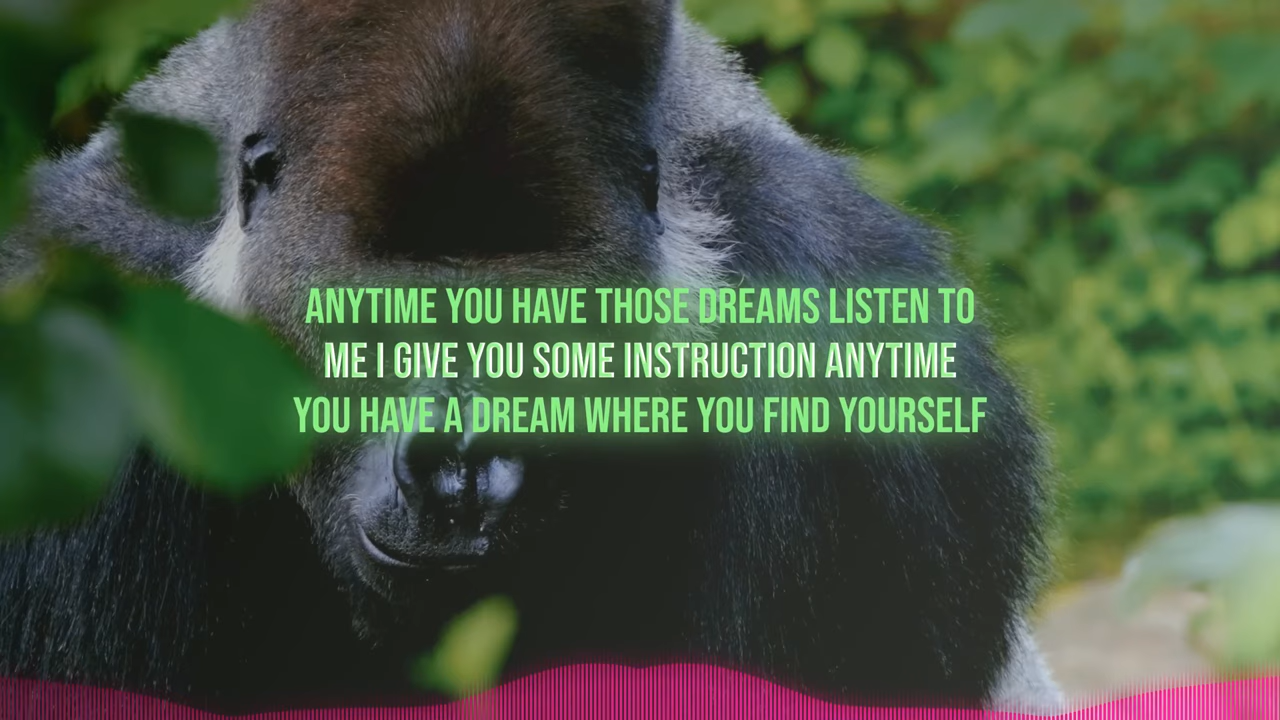 ANYTIME YOU HAVE THOSE DREAMS LISTEN TO
ME I GIVE YOU SOME INSTRUCTION ANYTIME
YOU HAVE A DREAM WHERE YOU FIND YOURSELF